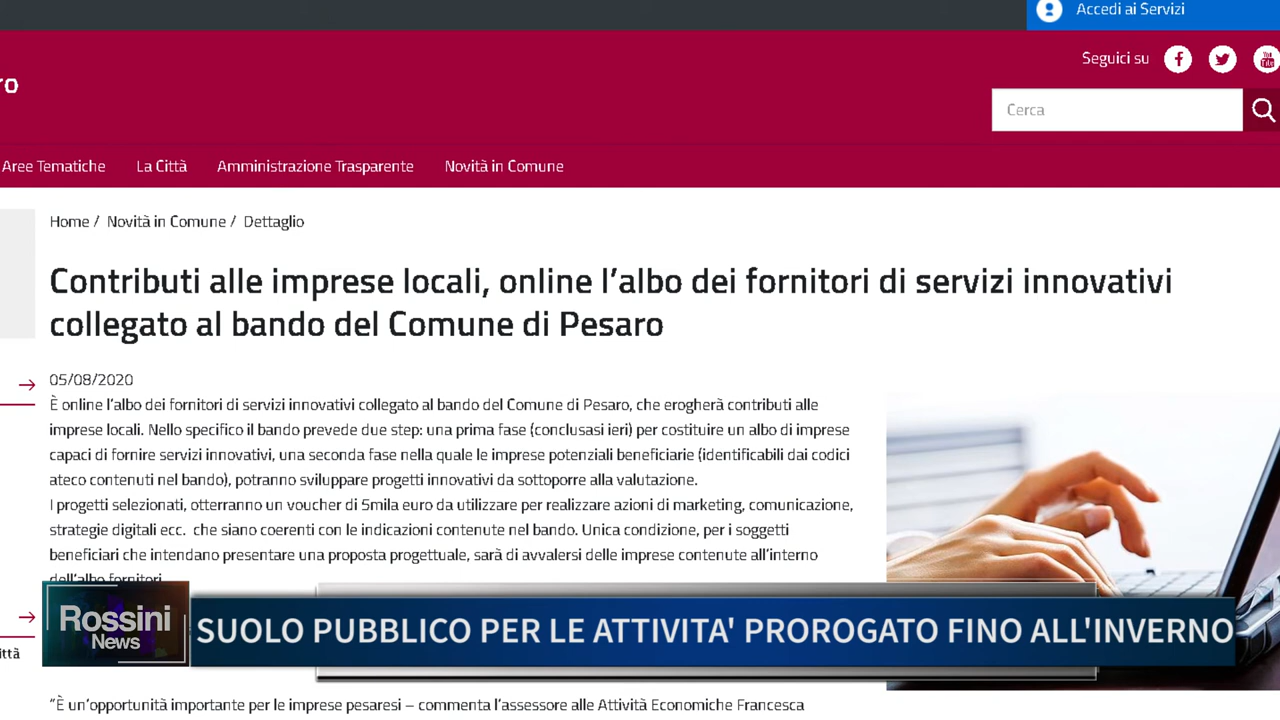 Accedi ai Servizi
ro
Seguici su
You Tube
Cerca
Aree Tematiche La Città Amministrazione Trasparente Novità in Comune
Home / Novità in Comune / Dettaglio
Contributi alle imprese locali, online l’albo dei fornitori di servizi innovativi
collegato al bando del Comune di Pesaro
05/08/2020
È online l’albo dei fornitori di servizi innovativi collegato al bando del Comune di Pesaro, che erogherà contributi alle
imprese locali. Nello specifico il bando prevede due step: una prima fase (conclusasi ieri) per costituire un albo di imprese
capaci di fornire servizi innovativi, una seconda fase nella quale le imprese potenziali beneficiarie (identificabili dai codici
ateco contenuti nel bando), potranno sviluppare progetti innovativi da sottoporre alla valutazione.
I progetti selezionati, otterranno un voucher di 5mila euro da utilizzare per realizzare azioni di marketing, comunicazione,
strategie digitali ecc. che siano coerenti con le indicazioni contenute nel bando. Unica condizione, per i soggetti
beneficiari che intendano presentare una proposta progettuale, sarà di avvalersi delle imprese contenute all’interno
dell’albo fornitori.
Rossini
News
SUOLO PUBBLICO PER LE ATTIVITA' PROROGATO FINO ALL'INVERNO
ittà
“È un’opportunità importante per le imprese pesaresi – commenta l’assessore alle Attività Economiche Francesca